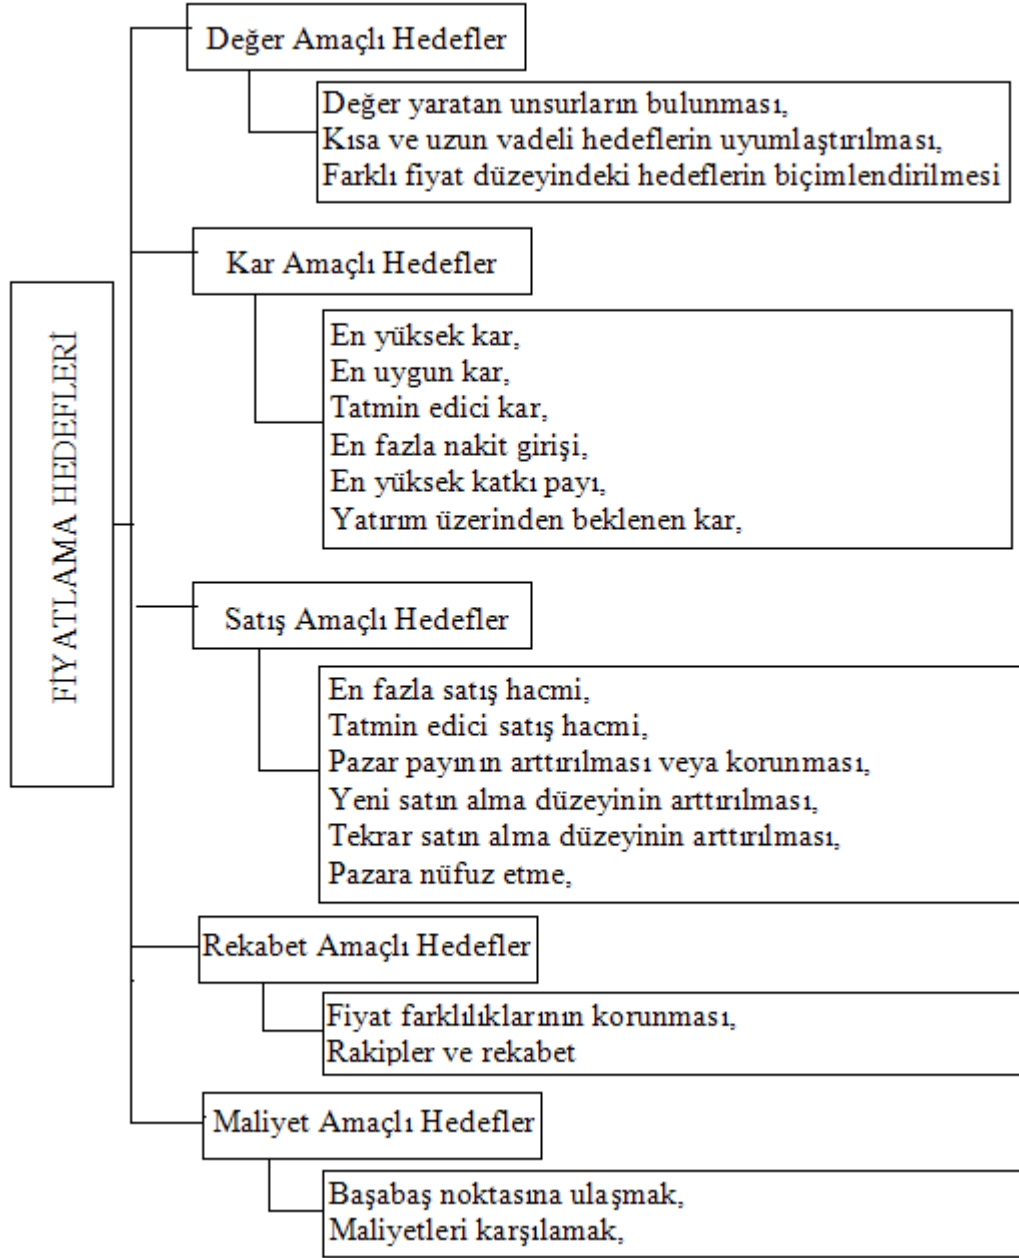 Değer Amaçlı Hedefler
Değer yaratan unsurların bulunması,
Kısa ve uzun vadeli hedeflerin uyumlaştırılması,
Farklı fiyat düzeyindeki hedeflerin biçimlendirilmesi
Kar Amaçlı Hedefler
En yüksek kar,
En uygun kar,
Tatmin edici kar,
En fazla nakit girişi,
En yüksek katkı payı,
Yatırım üzerinden beklenen kar,
FİYATLAMA HEDEFLERİ
Satış Amaçlı Hedefler
En fazla satış hacmi,
Tatmin edici satış hacmi,
Pazar payının arttırılması veya korunması,
Yeni satın alma düzeyinin arttırılması,
Tekrar satın alma düzeyinin arttırılması,
Pazara nüfuz etme,
Rekabet Amaçlı Hedefler
Fiyat farklılıklarının korunması,
Rakipler ve rekabet
Maliyet Amaçlı Hedefler
Başabaş noktasına ulaşmak,
Maliyetleri karşılamak,